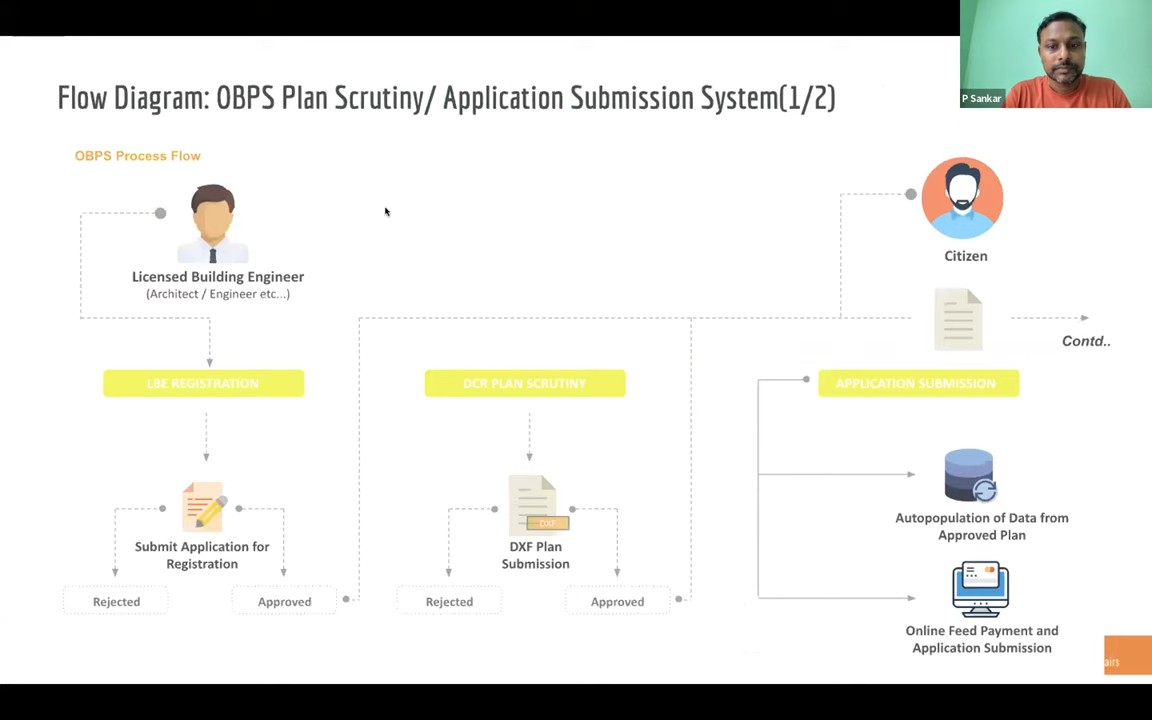 P Sankar
Flow Diagram: OBPS Plan Scrutiny/ Application Submission System(1/2)
OBPS Process Flow
Licensed Building Engineer
(Architect / Engineer etc...)
Citizen
Contd..
LBE REGISTRATION
DCR PLAN SCRUTINY
APPLICATION SUBMISSION
DXF
Submit Application for
Registration
DXF Plan
Submission
Autopopulation of Data from
Approved Plan
Rejected
Approved
Rejected
Approved
Online Feed Payment and
Application Submission
airs